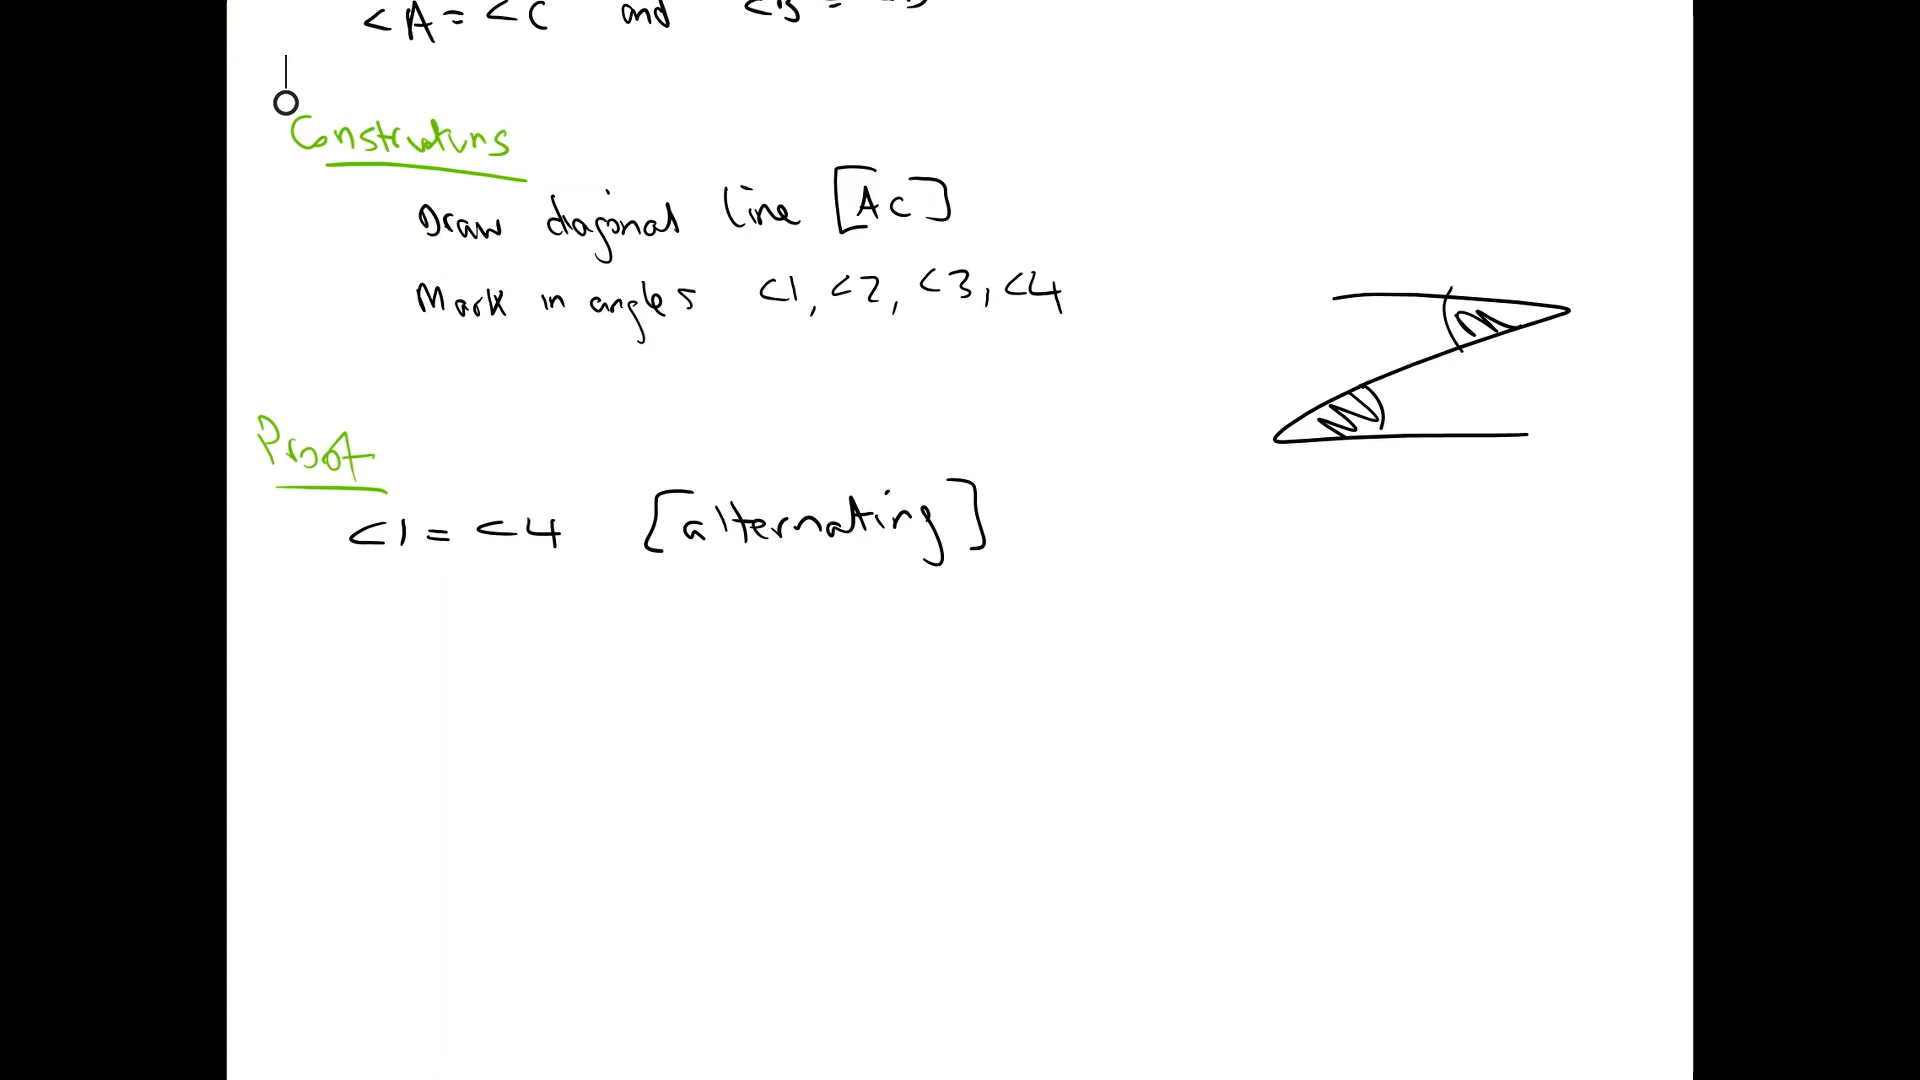 <A = <C and <B =
Constructions
Draw diagonal line [AC]
Mark in angles <1, <2, <3, <4
Proof
<1 = <4 [alternating]